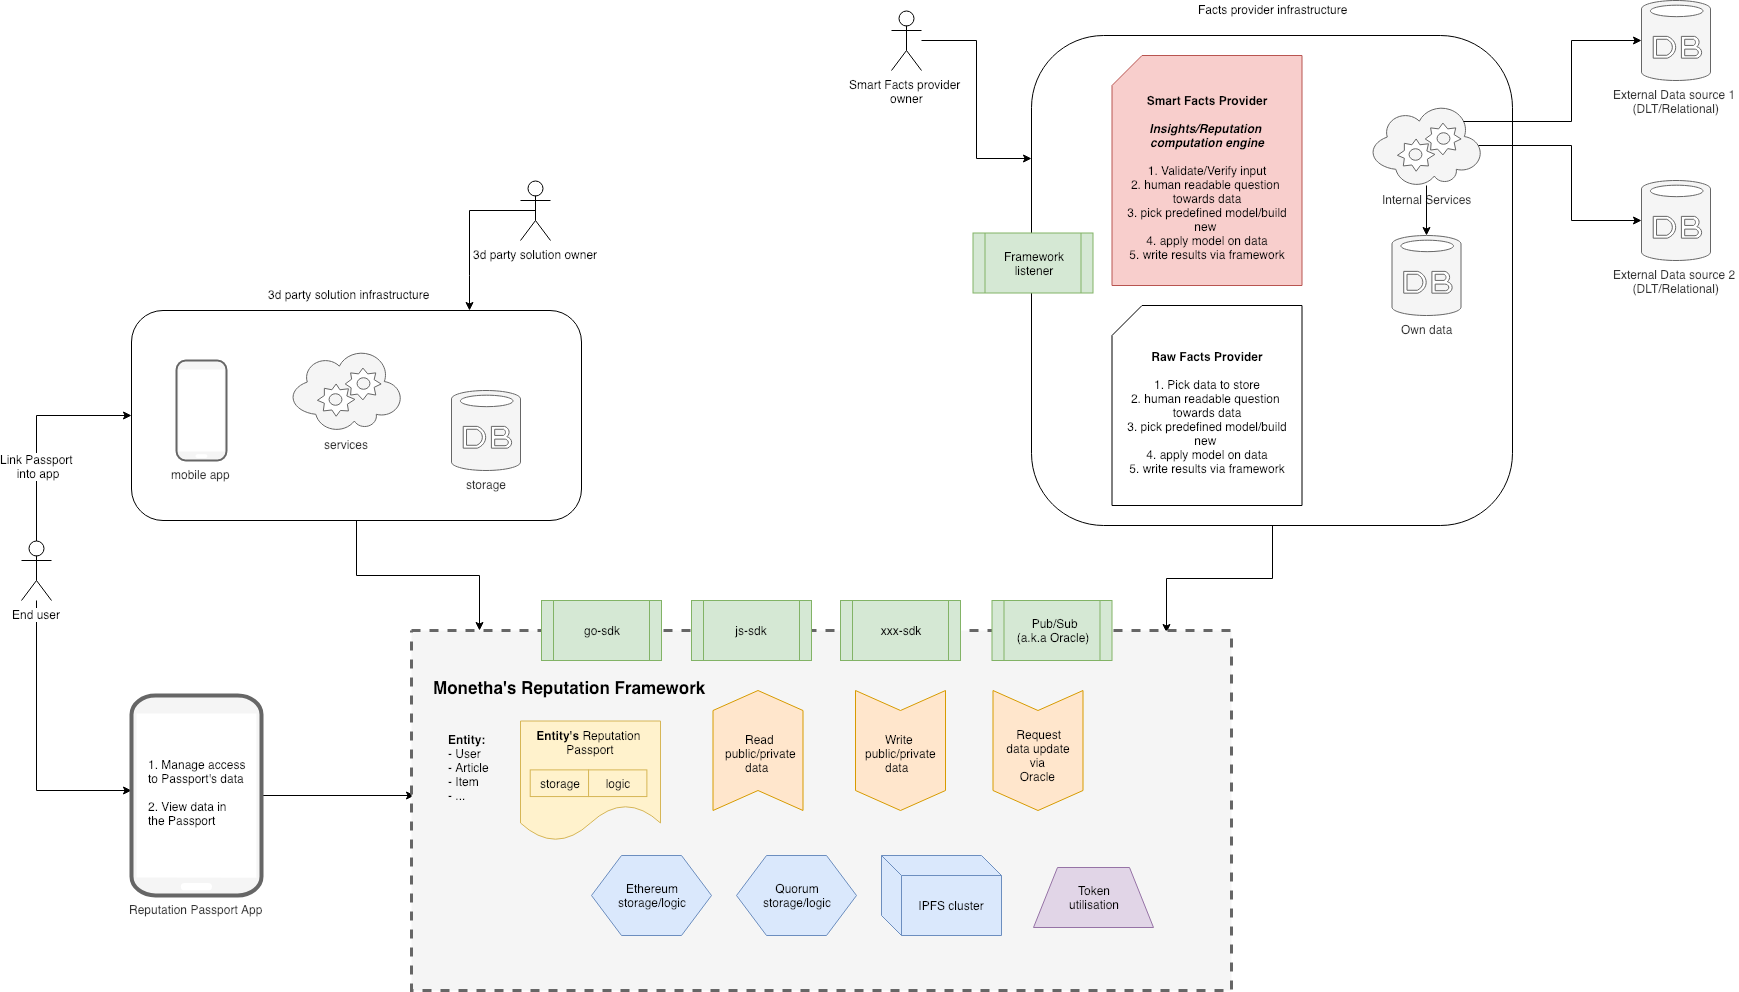 Facts provider infrastructure
Smart Facts provider
owner
Smart Facts Provider
Insights/Reputation
computation engine
1. Validate/Verify input
2. human readable question
towards data
3. pick predefined model/build
new
4. apply model on data
5. write results via framework
Framework
listener
Raw Facts Provider
1. Pick data to store
2. human readable question
towards data
3. pick predefined model/build
new
4. apply model on data
5. write results via framework
Internal Services
DB
Own data
DB
External Data source 1
(DLT/Relational)
DB
External Data source 2
(DLT/Relational)
3d party solution owner
3d party solution infrastructure
mobile app
services
DB
storage
Link Passport
into app
End user
1. Manage access
to Passport's data
2. View data in
the Passport
Reputation Passport App
go-sdk
js-sdk
xxx-sdk
Pub/Sub
(a.k.a Oracle)
Monetha's Reputation Framework
Entity:
- User
- Article
- Item
- ...
Entity's Reputation
Passport
storage
logic
Read
public/private
data
Write
public/private
data
Request
data update
via
Oracle
Ethereum
storage/logic
Quorum
storage/logic
IPFS cluster
Token
utilisation